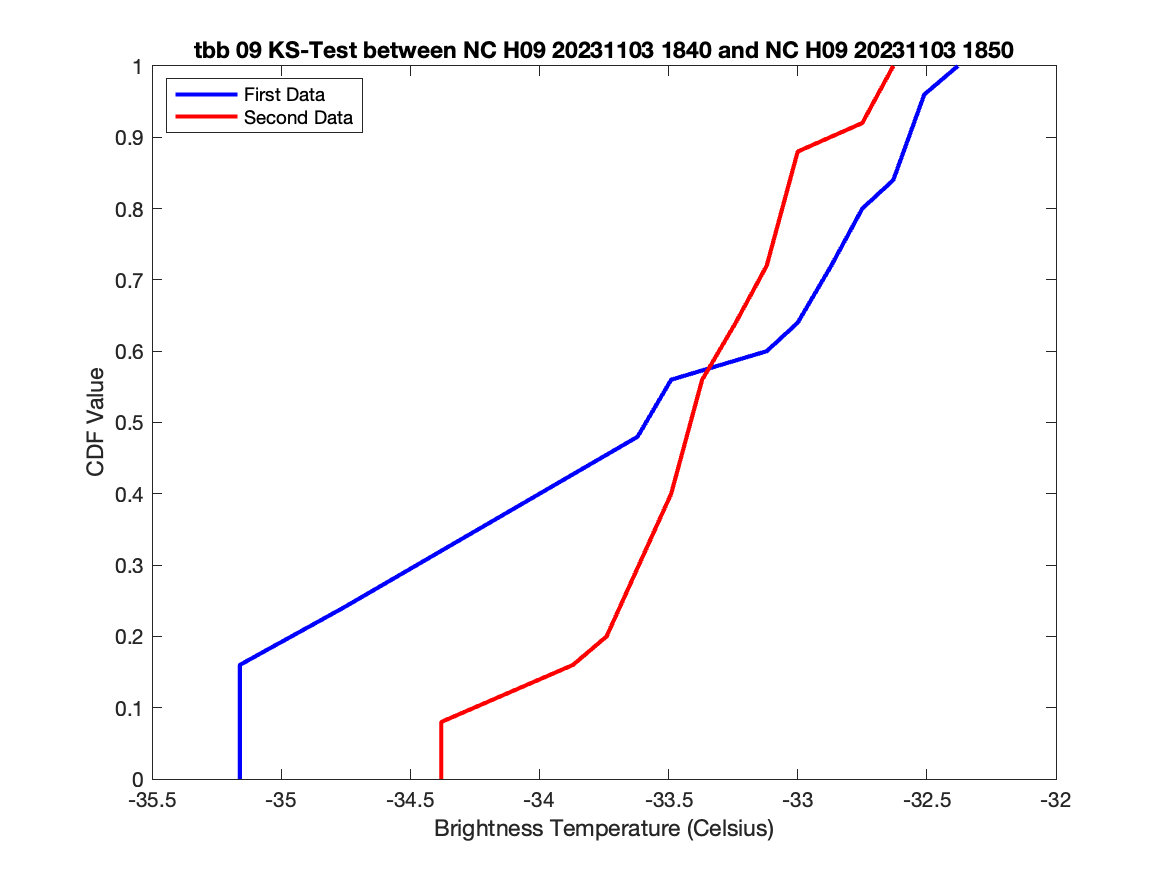 tbb 09 KS-Test between NC H09 20231103 1840 and NC H09 20231103 1850
First Data
Second Data
1
0.9
0.8
0.7
0.6
0.5
0.4
0.3
0.2
0.1
0
CDF Value
-35.5 -35 -34.5 -34 -33.5 -33 -32.5 -32
Brightness Temperature (Celsius)